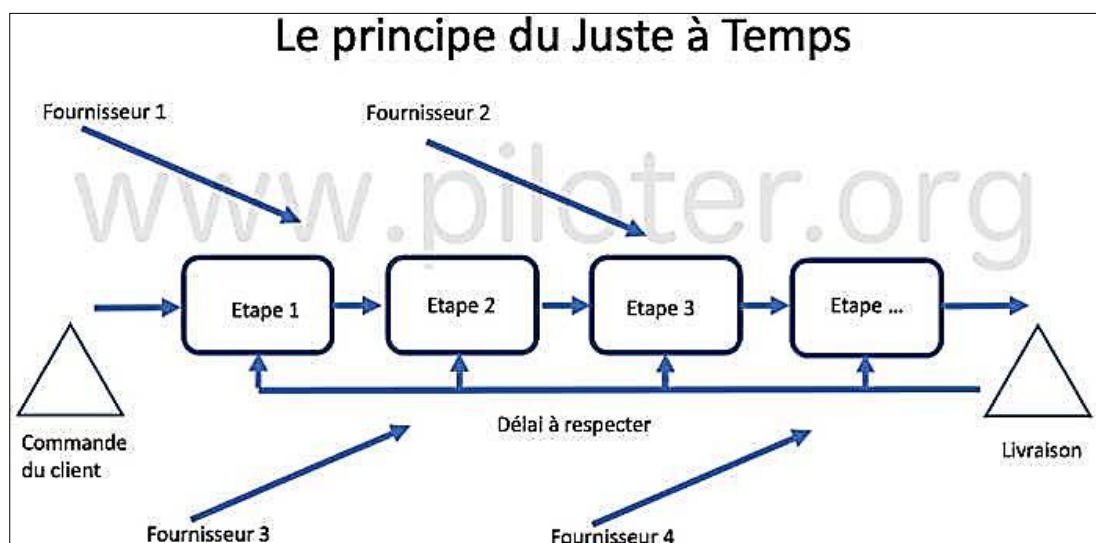 Le principe du Juste à Temps
Fournisseur 1
Fournisseur 2
www.piloter.org
Etape 1
Etape 2
Etape 3
Etape ...
Délai à respecter
Commande
du client
Livraison
Fournisseur 3
Fournisseur 4